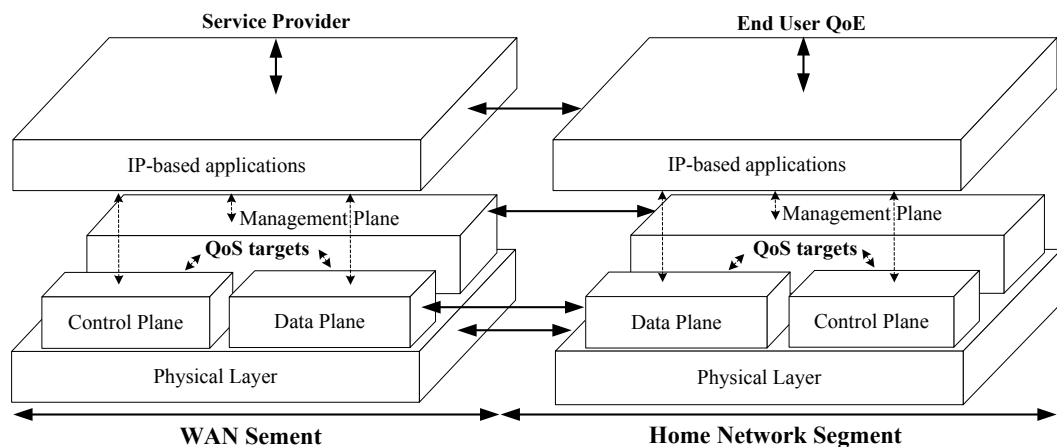 Service Provider
End User QoE
IP-based applications
IP-based applications
Management Plane
Management Plane
QoS targets
QoS targets
Control Plane
Data Plane
Data Plane
Control Plane
Physical Layer
Physical Layer
WAN Sement
Home Network Segment